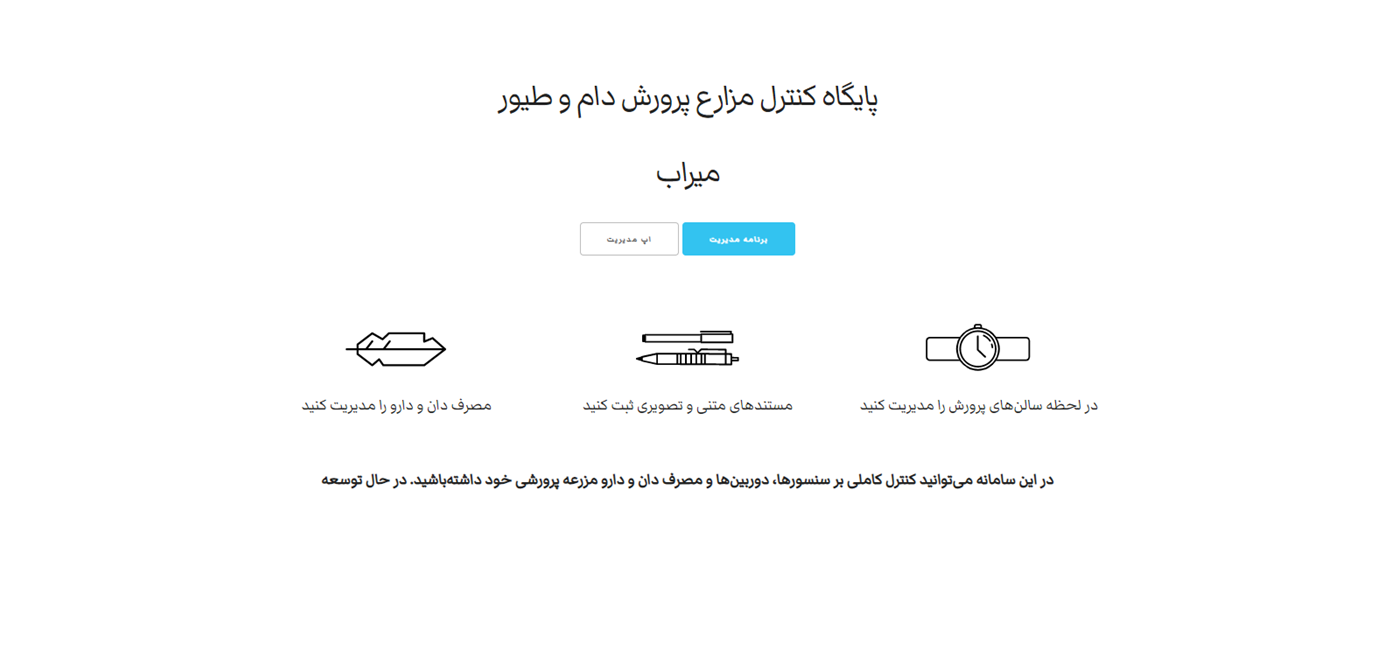 پایگاه کنترل مزارع پرورش دام و طیور
میراب
برنامه مدیریت
اپ مدیریت
در لحظه سالن‌های پرورش را مدیریت کنید
مستندهای متنی و تصویری ثبت کنید
مصرف دان و دارو را مدیریت کنید
در این سامانه می‌توانید کنترل کاملی بر سنسورها، دوربین‌ها و مصرف دان و دارو مزرعه پرورشی خود داشته‌باشید. در حال توسعه